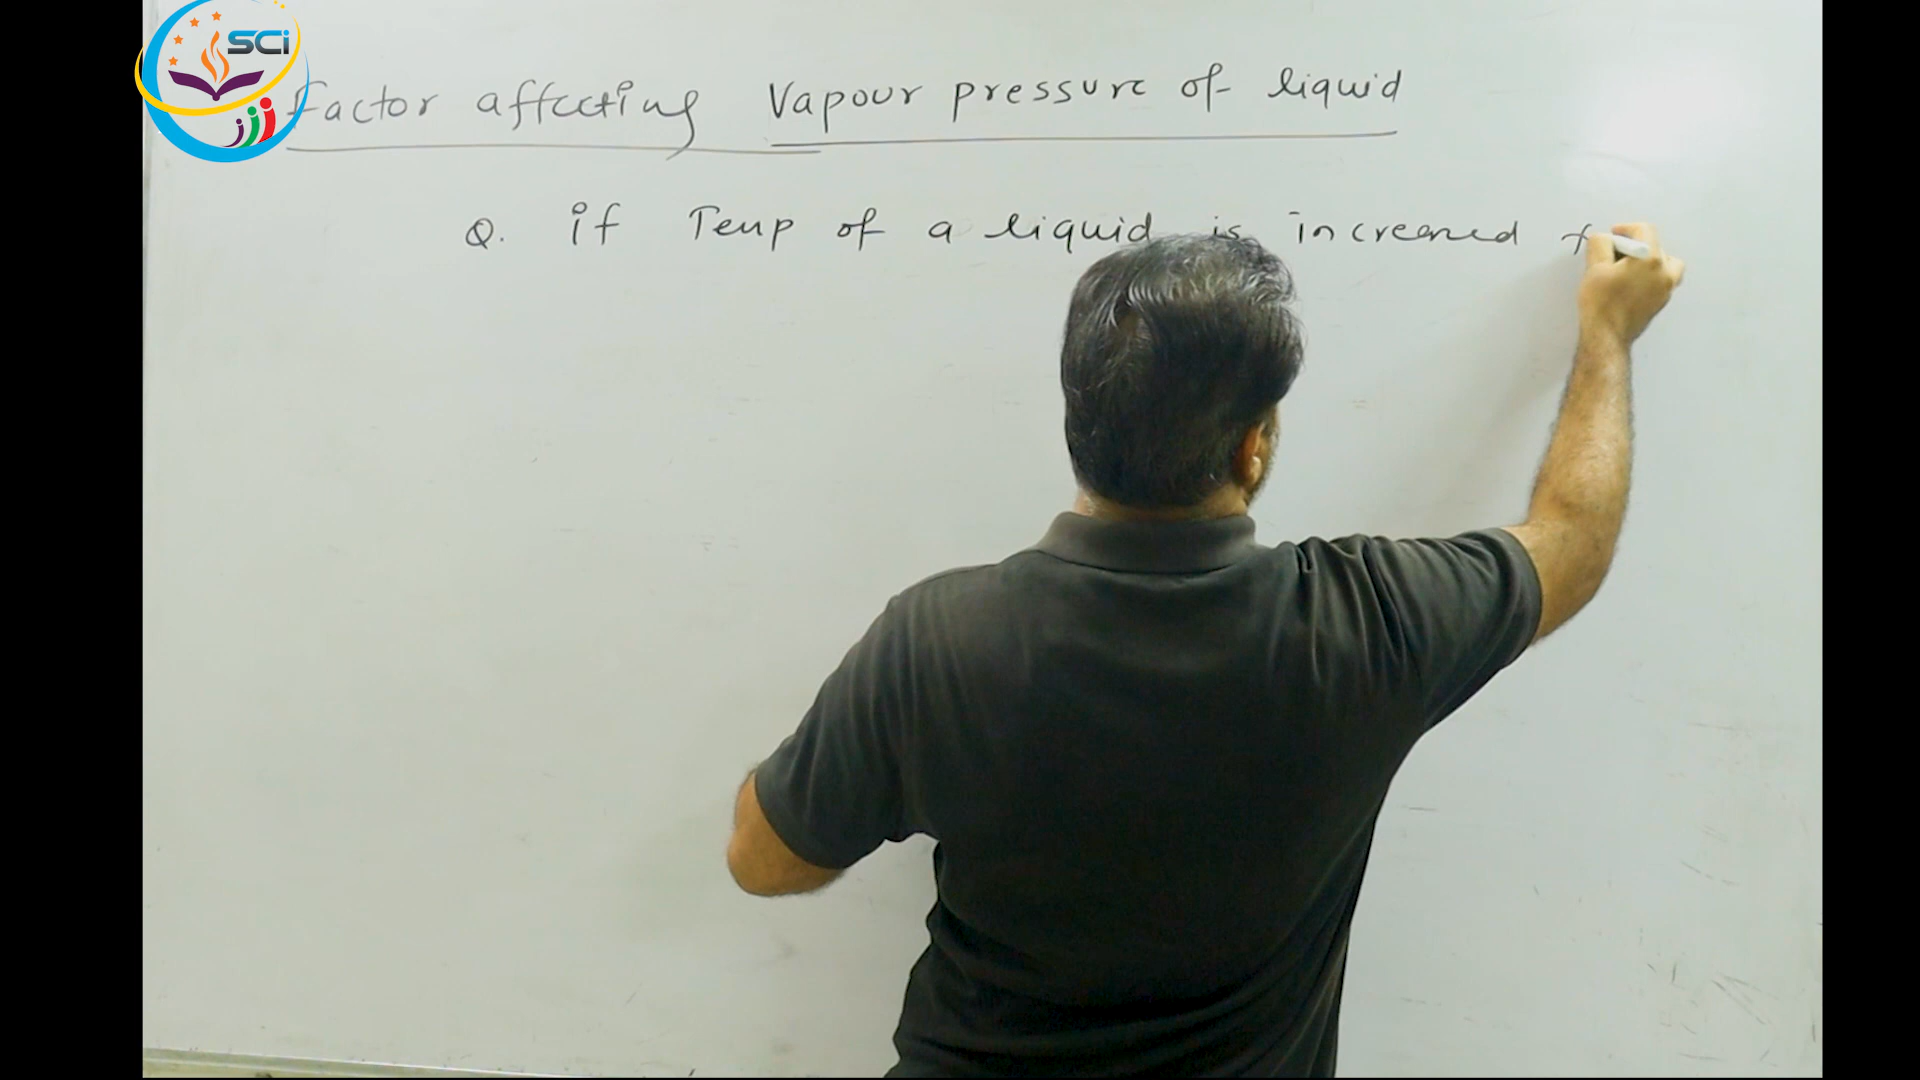 SCi
Factor affecting Vapour pressure of liquid
Q. if Temp of a liquid is increased